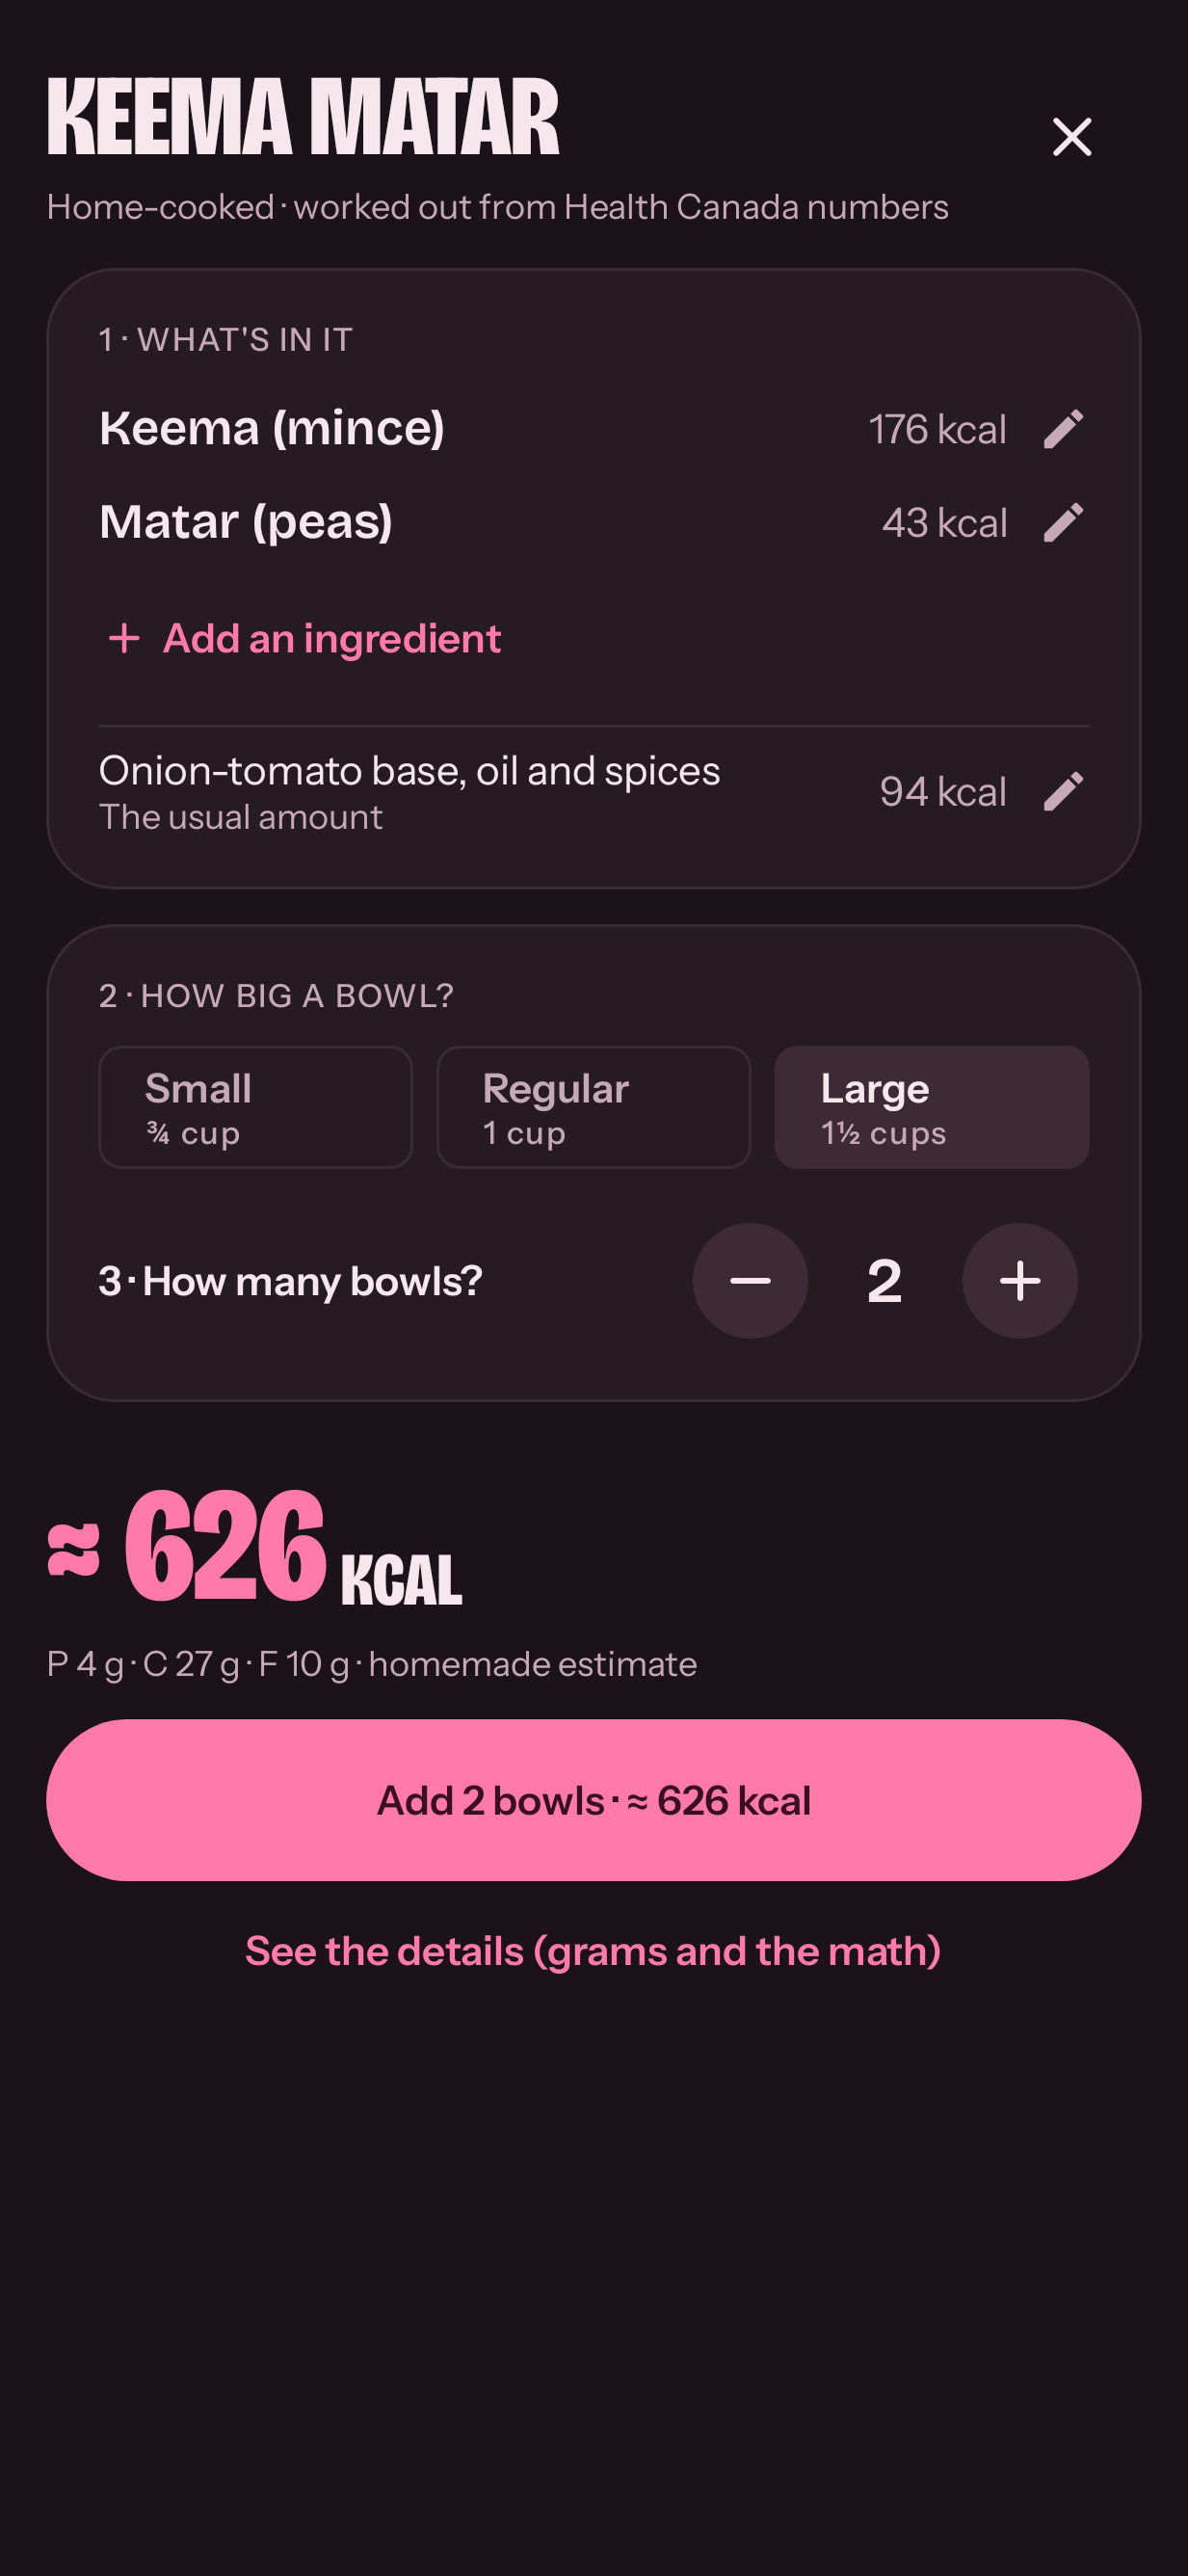 KEEMA MATAR
Home-cooked · worked out from Health Canada numbers
1 · WHAT'S IN IT
Keema (mince) 176 kcal
Matar (peas) 43 kcal
+ Add an ingredient
Onion-tomato base, oil and spices
The usual amount
94 kcal
2 · HOW BIG A BOWL?
Small Regular Large
¾ cup 1 cup 1½ cups
3 · How many bowls? − 2 +
≈ 626 KCAL
P 4 g · C 27 g · F 10 g · homemade estimate
Add 2 bowls · ≈ 626 kcal
See the details (grams and the math)